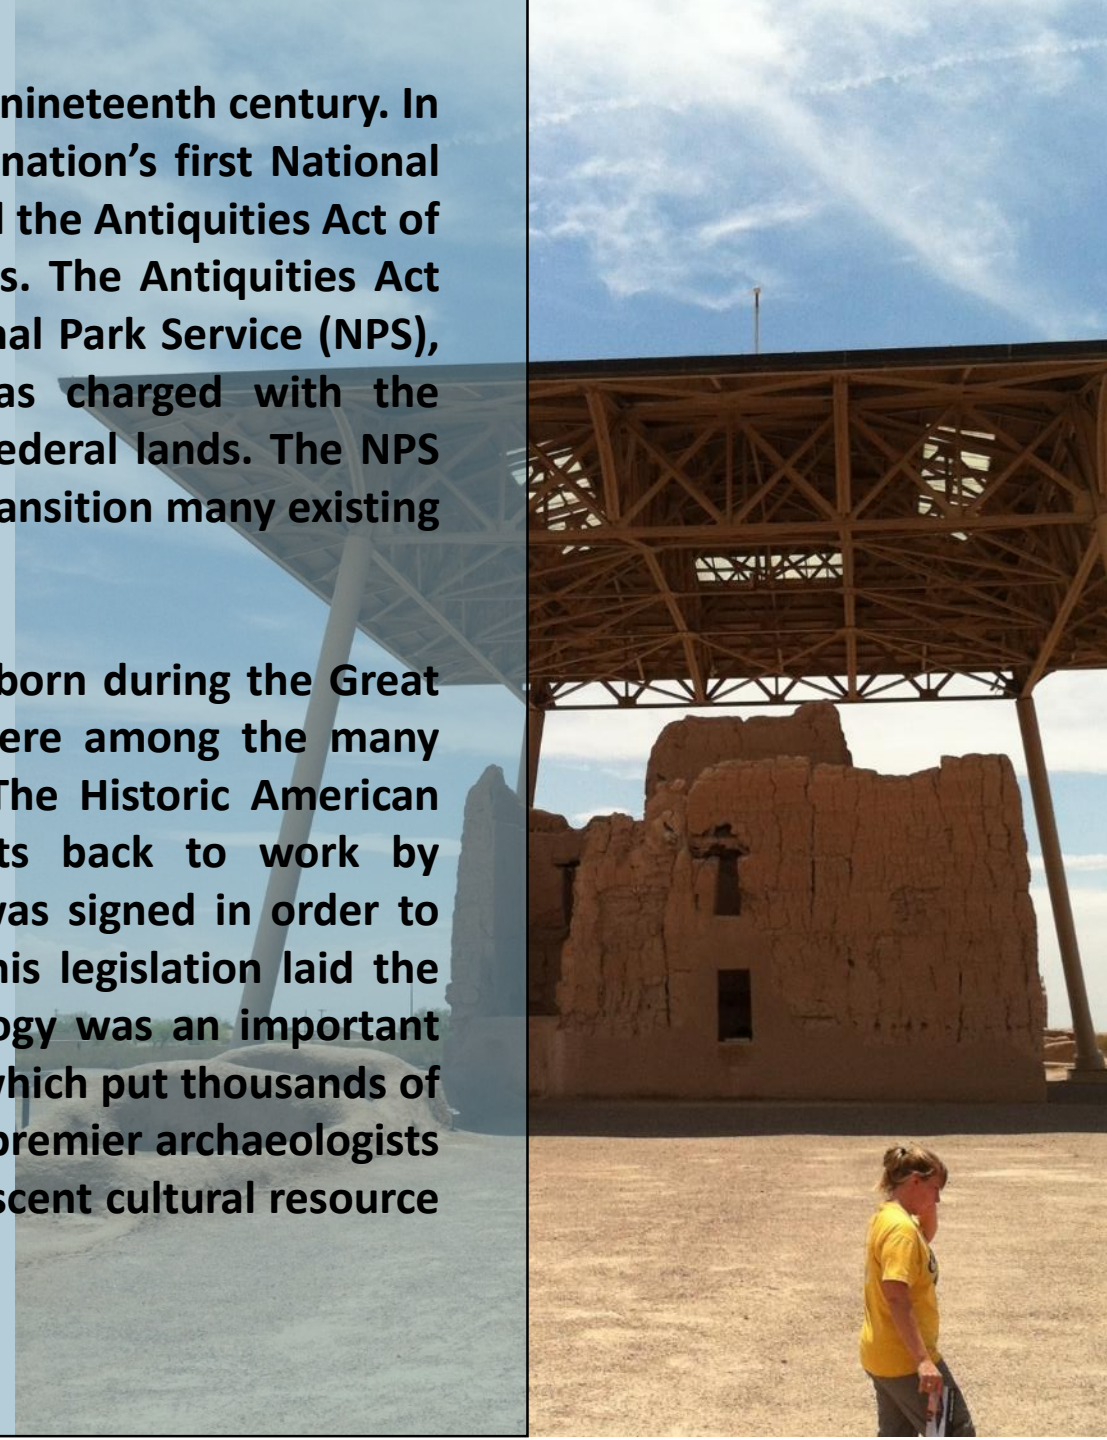 nineteenth century. In
nation’s first National
the Antiquities Act of
s. The Antiquities Act
nal Park Service (NPS),
as charged with the
ederal lands. The NPS
ansition many existing
born during the Great
ere among the many
The Historic American
ts back to work by
was signed in order to
his legislation laid the
ogy was an important
which put thousands of
premier archaeologists
scent cultural resource